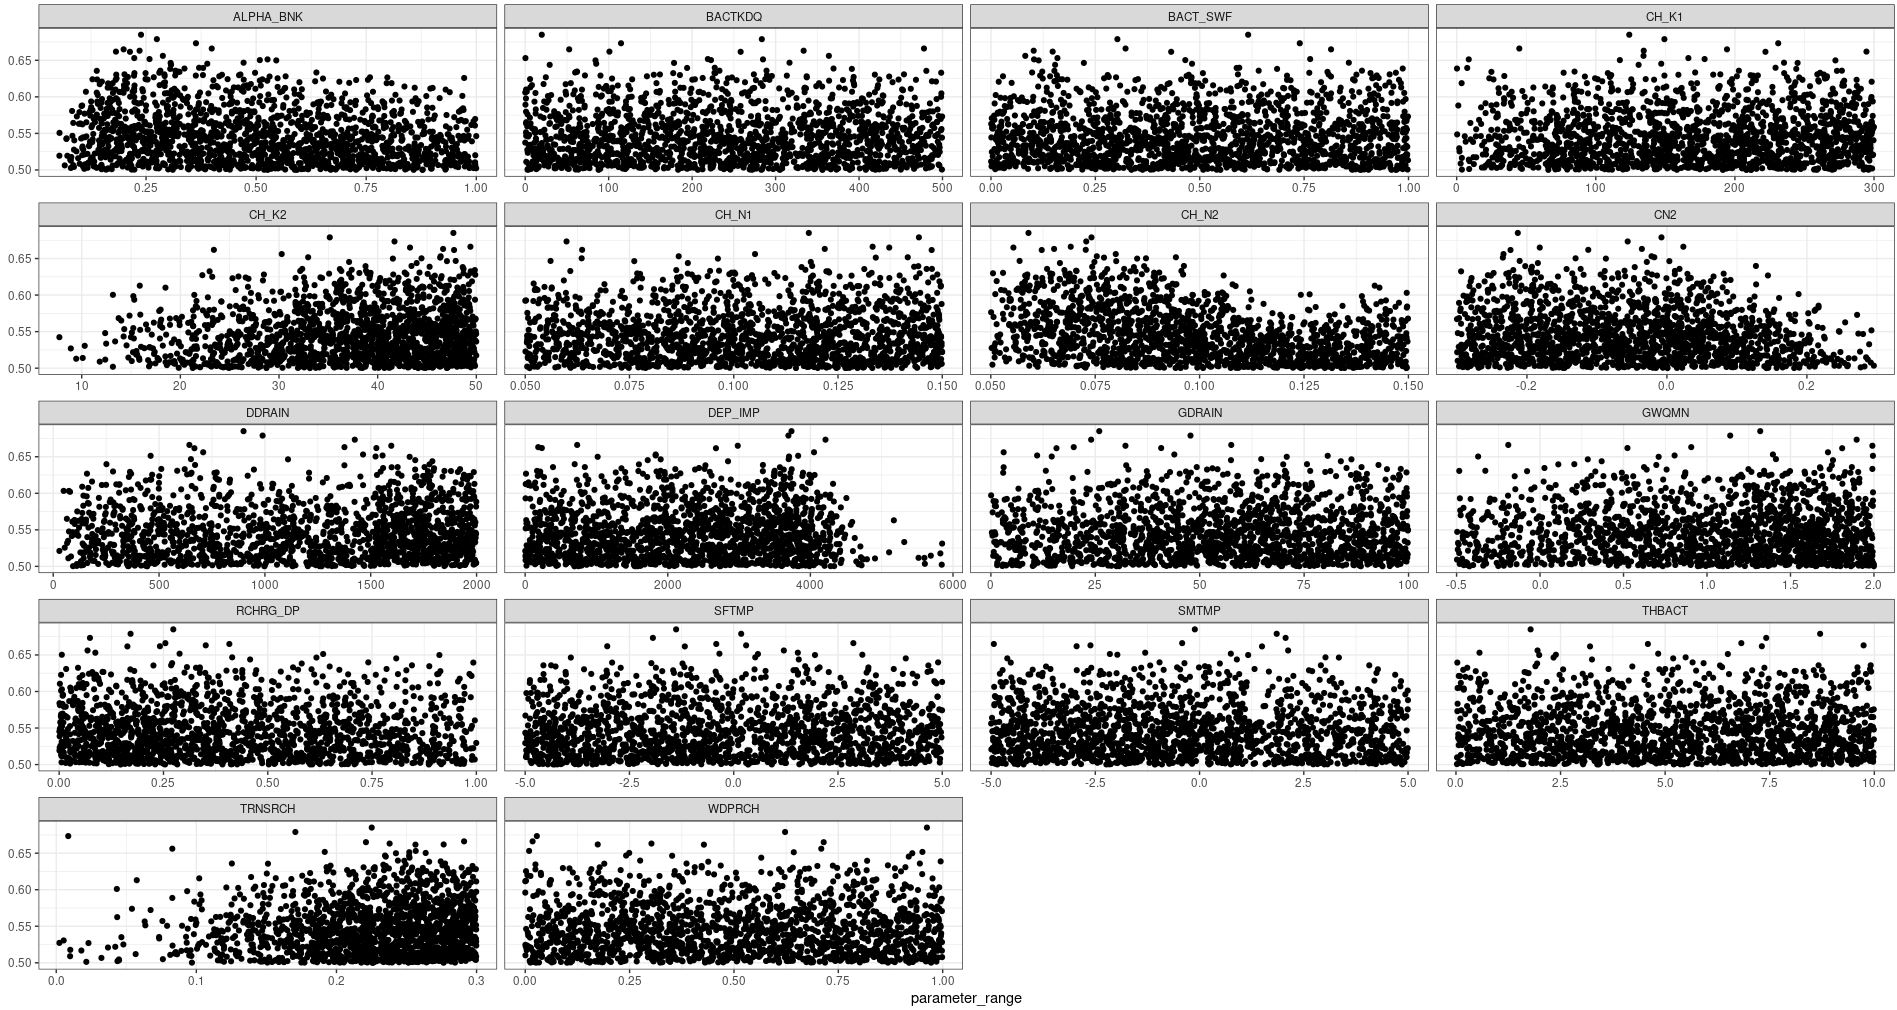 ALPHA_BNK BACTKDQ BACT_SWF CH_K1
0.65
0.60
0.55
0.50
0.25 0.50 0.75 1.00 0 100 200 300 400 500 0.00 0.25 0.50 0.75 1.00 0 100 200 300
CH_K2 CH_N1 CH_N2 CN2
0.65
0.60
0.55
0.50
10 20 30 40 50 0.050 0.075 0.100 0.125 0.150 0.050 0.075 0.100 0.125 0.150 -0.2 0.0 0.2
DDRAIN DEP_IMP GDRAIN GWQMN
0.65
0.60
0.55
0.50
0 500 1000 1500 2000 0 2000 4000 6000 0 25 50 75 100 -0.5 0.0 0.5 1.0 1.5 2.0
RCHRG_DP SFTMP SMTMP THBACT
0.65
0.60
0.55
0.50
0.00 0.25 0.50 0.75 1.00 -5.0 -2.5 0.0 2.5 5.0 -5.0 -2.5 0.0 2.5 5.0 0.0 2.5 5.0 7.5 10.0
TRNSRCH WDPRCH
0.65
0.60
0.55
0.50
0.0 0.1 0.2 0.3 0.00 0.25 0.50 0.75 1.00
parameter_range